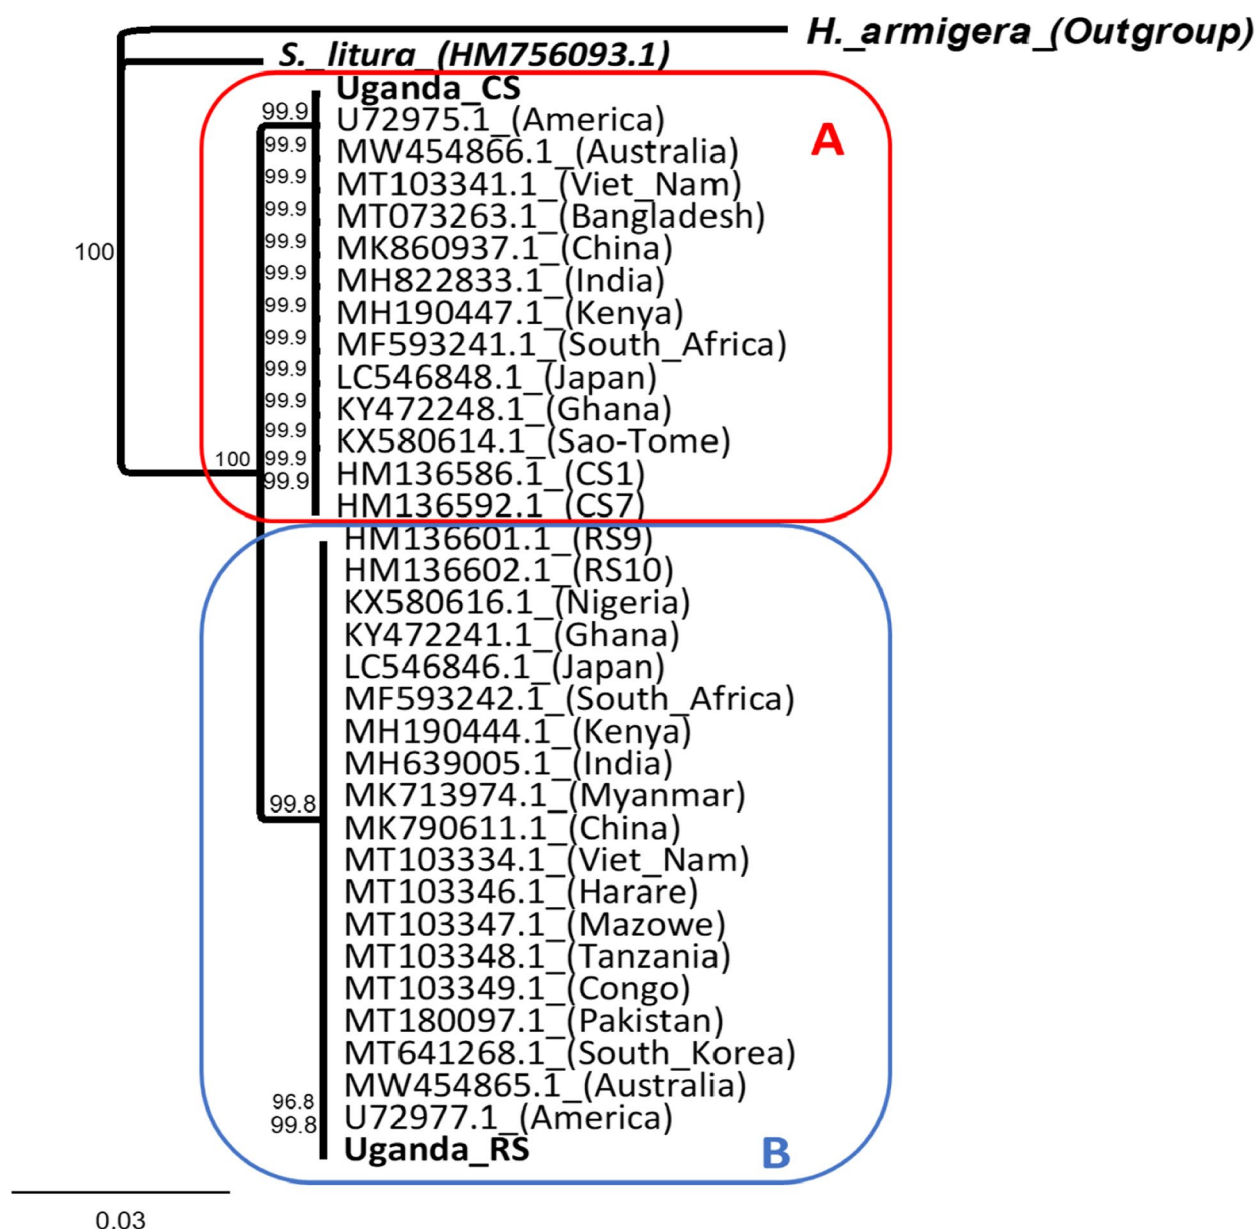 H._armigera_(Outgroup)
S._litura_(HM756093.1)
Uganda_CS
99.9
U72975.1_(America)
A
99.9
MW454866.1_(Australia)
99.9
MT103341.1_(Viet_Nam)
99.9
MT073263.1_(Bangladesh)
100
99.9
MK860937.1_(China)
99.9
MH822833.1_(India)
99.9
MH190447.1_(Kenya)
99.9
MF593241.1_(South_Africa)
99.9
LC546848.1_(Japan)
99.9
KY472248.1_(Ghana)
99.9
KX580614.1_(Sao-Tome)
100
99.9
HM136586.1_(CS1)
99.9
HM136592.1_(CS7)
HM136601.1_(RS9)
HM136602.1_(RS10)
KX580616.1_(Nigeria)
KY472241.1_(Ghana)
LC546846.1_(Japan)
MF593242.1_(South_Africa)
MH190444.1_(Kenya)
MH639005.1_(India)
99.8
MK713974.1_(Myanmar)
MK790611.1_(China)
MT103334.1_(Viet_Nam)
MT103346.1_(Harare)
MT103347.1_(Mazowe)
MT103348.1_(Tanzania)
MT103349.1_(Congo)
MT180097.1_(Pakistan)
MT641268.1_(South_Korea)
MW454865.1_(Australia)
96.8
U72977.1_(America)
99.8
Uganda_RS
B
0.03